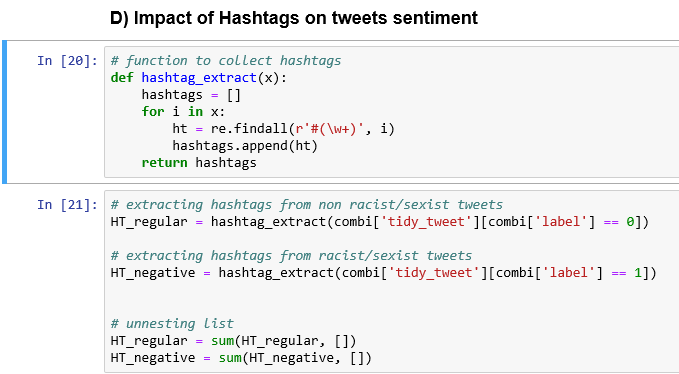 D) Impact of Hashtags on tweets sentiment
In [20]: # function to collect hashtags
def hashtag_extract(x):
    hashtags = []
    for i in x:
        ht = re.findall(r'#(\w+)', i)
        hashtags.append(ht)
    return hashtags
In [21]: # extracting hashtags from non racist/sexist tweets
HT_regular = hashtag_extract(combi['tidy_tweet'][combi['label'] == 0])
# extracting hashtags from racist/sexist tweets
HT_negative = hashtag_extract(combi['tidy_tweet'][combi['label'] == 1])
# unnesting list
HT_regular = sum(HT_regular, [])
HT_negative = sum(HT_negative, [])